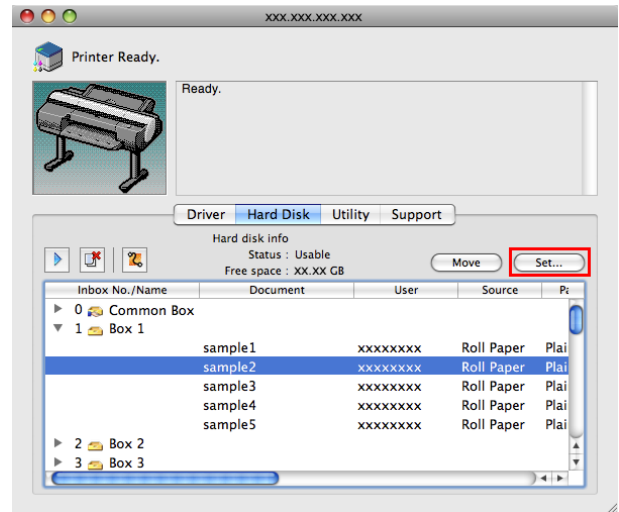 xxx.xxx.xxx.xxx
Printer Ready.
Ready.
Driver Hard Disk Utility Support
Hard disk info
Status : Usable
Free space : XX.XX GB
Move Set...
Inbox No./Name Document User Source Pa
0 Common Box
1 Box 1
sample1 xxxxxxxx Roll Paper Plai
sample2 xxxxxxxx Roll Paper Plai
sample3 xxxxxxxx Roll Paper Plai
sample4 xxxxxxxx Roll Paper Plai
sample5 xxxxxxxx Roll Paper Plai
2 Box 2
3 Box 3